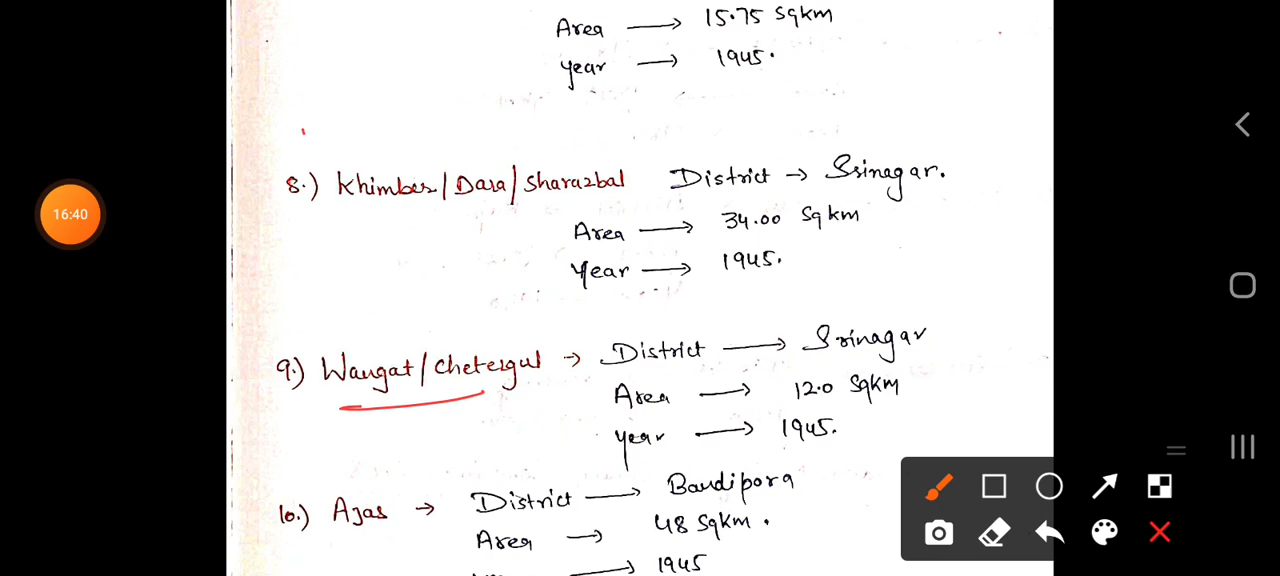 Area → 15.75 Sqkm
year → 1945.
8.) Khimber/Dara/Sharazbal District → Srinagar.
Area → 34.00 Sqkm
Year → 1945.
16:40
9.) Wangat/Chetergul → District → Srinagar
Area → 12.0 Sqkm
year → 1945.
10.) Ajas → District → Bandipora
Area → 48 Sqkm.
→ 1945